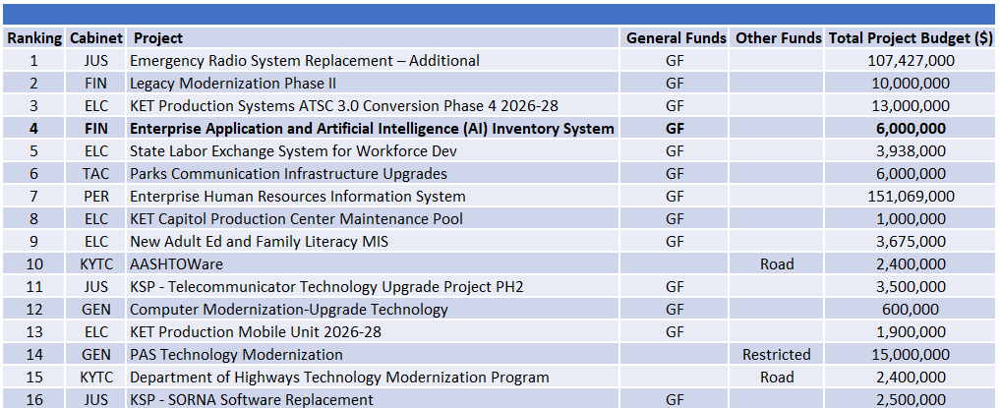 Ranking Cabinet Project General Funds Other Funds Total Project Budget ($)
1 JUS Emergency Radio System Replacement – Additional GF 107,427,000
2 FIN Legacy Modernization Phase II GF 10,000,000
3 ELC KET Production Systems ATSC 3.0 Conversion Phase 4 2026-28 GF 13,000,000
4 FIN Enterprise Application and Artificial Intelligence (AI) Inventory System GF 6,000,000
5 ELC State Labor Exchange System for Workforce Dev GF 3,938,000
6 TAC Parks Communication Infrastructure Upgrades GF 6,000,000
7 PER Enterprise Human Resources Information System GF 151,069,000
8 ELC KET Capitol Production Center Maintenance Pool GF 1,000,000
9 ELC New Adult Ed and Family Literacy MIS GF 3,675,000
10 KYTC AASHTOWare Road 2,400,000
11 JUS KSP - Telecommunicator Technology Upgrade Project PH2 GF 3,500,000
12 GEN Computer Modernization-Upgrade Technology GF 600,000
13 ELC KET Production Mobile Unit 2026-28 GF 1,900,000
14 GEN PAS Technology Modernization Restricted 15,000,000
15 KYTC Department of Highways Technology Modernization Program Road 2,400,000
16 JUS KSP - SORNA Software Replacement GF 2,500,000